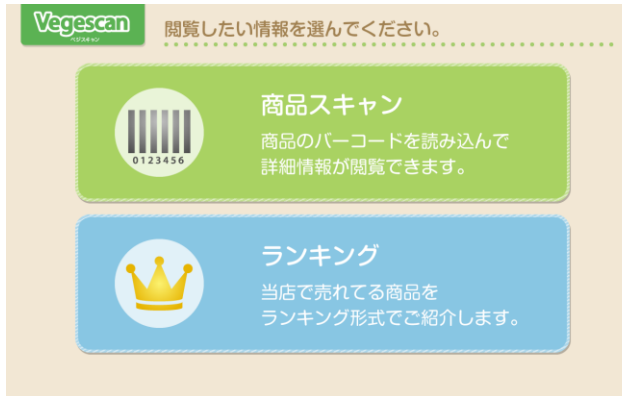 Vegescan
ベジスキャン
閲覧したい情報を選んでください。
商品スキャン
商品のバーコードを読み込んで
詳細情報が閲覧できます。
0123456
ランキング
当店で売れてる商品を
ランキング形式でご紹介します。